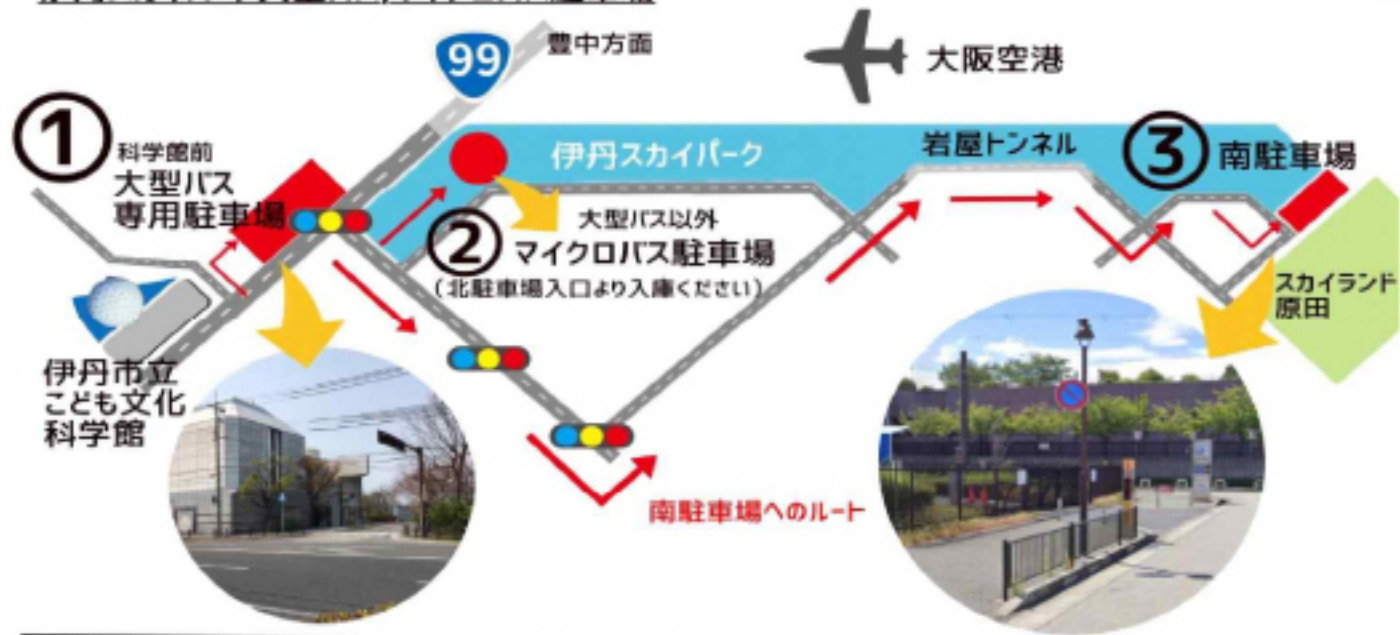 99
豊中方面
大阪空港
①
科学館前
大型バス
専用駐車場
伊丹スカイパーク
岩屋トンネル
③
南駐車場
②
大型バス以外
マイクロバス駐車場
(北駐車場入口より入庫ください)
スカイランド
原田
伊丹市立
こども文化
科学館
南駐車場へのルート